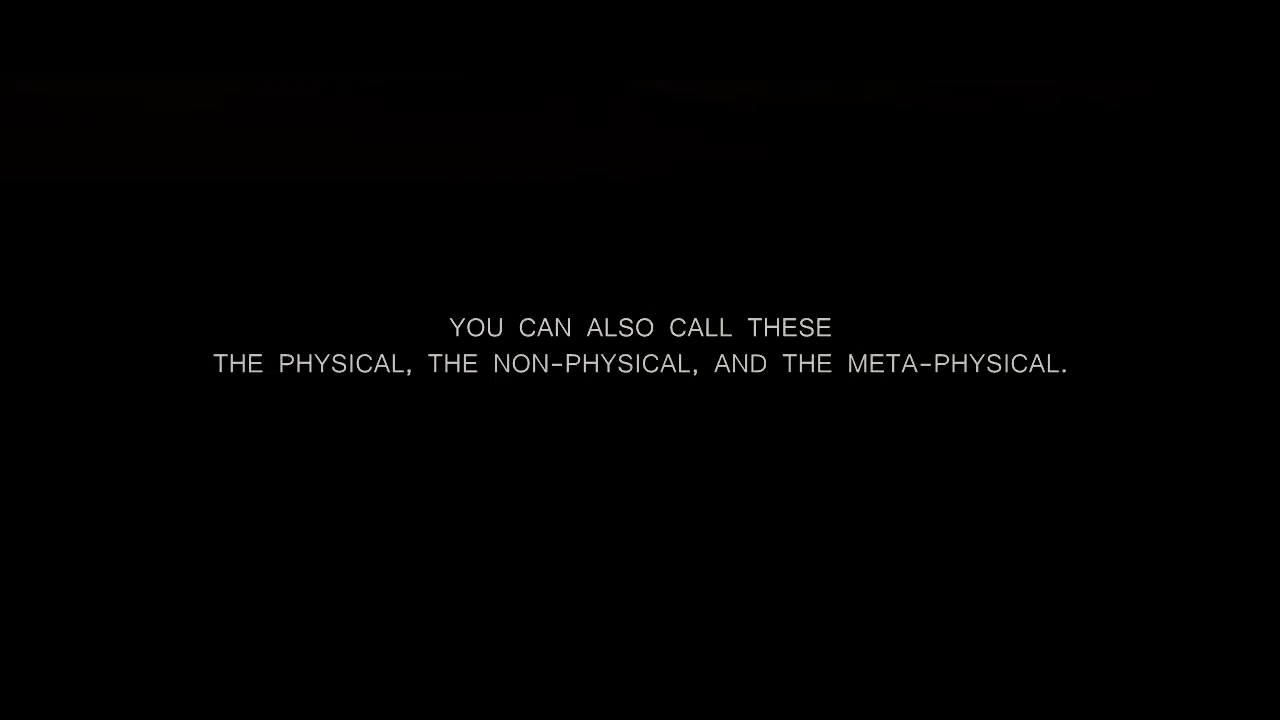 YOU CAN ALSO CALL THESE
THE PHYSICAL, THE NON-PHYSICAL, AND THE META-PHYSICAL.